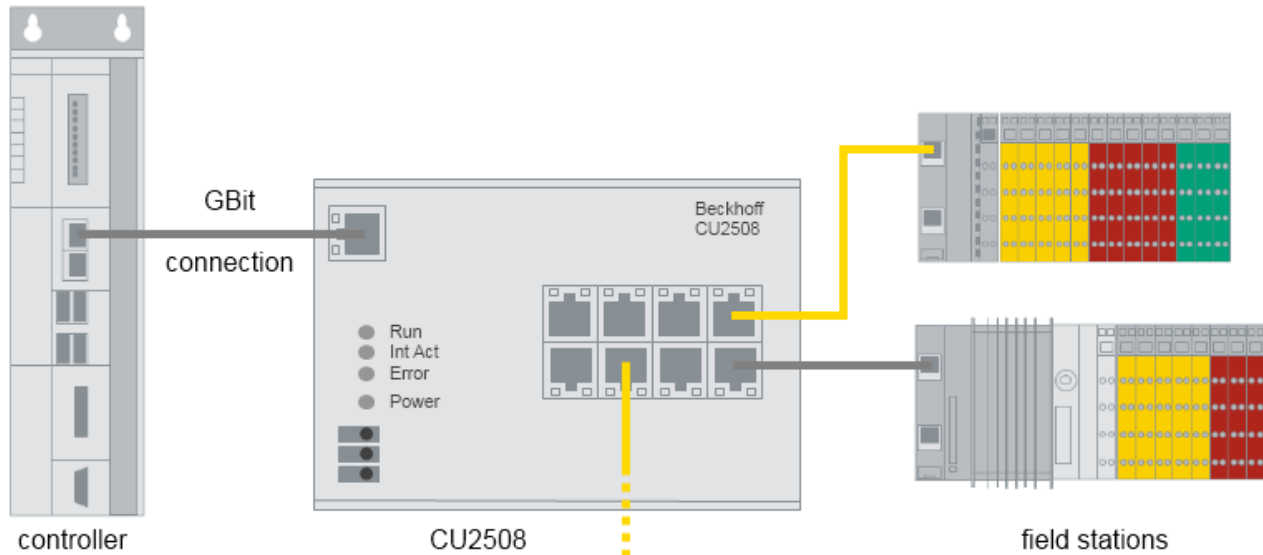 GBit
connection
Beckhoff
CU2508
Run
Int Act
Error
Power
controller
CU2508
field stations